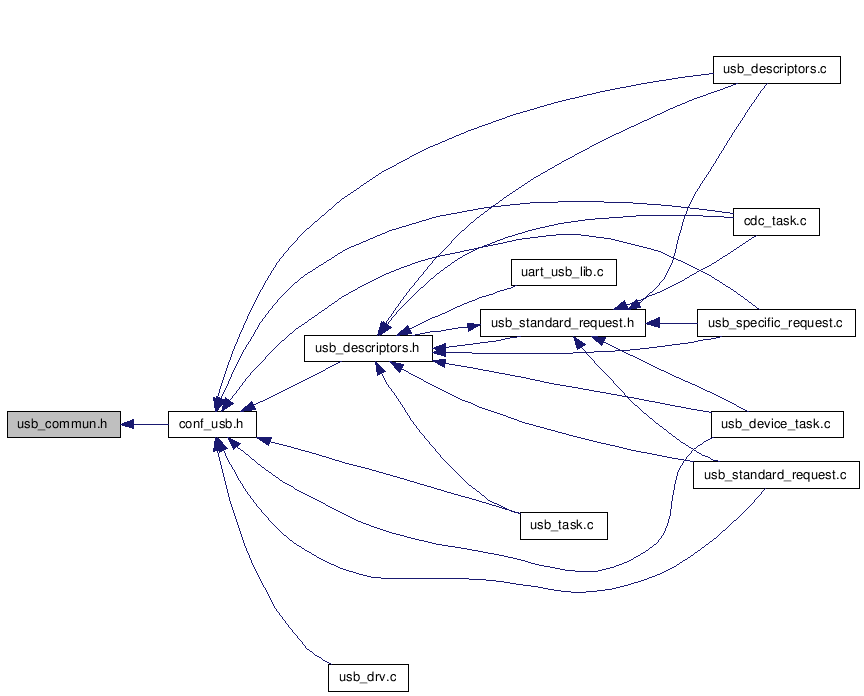 usb_descriptors.c
cdc_task.c
uart_usb_lib.c
usb_standard_request.h
usb_specific_request.c
usb_descriptors.h
usb_commun.h
conf_usb.h
usb_device_task.c
usb_standard_request.c
usb_task.c
usb_drv.c